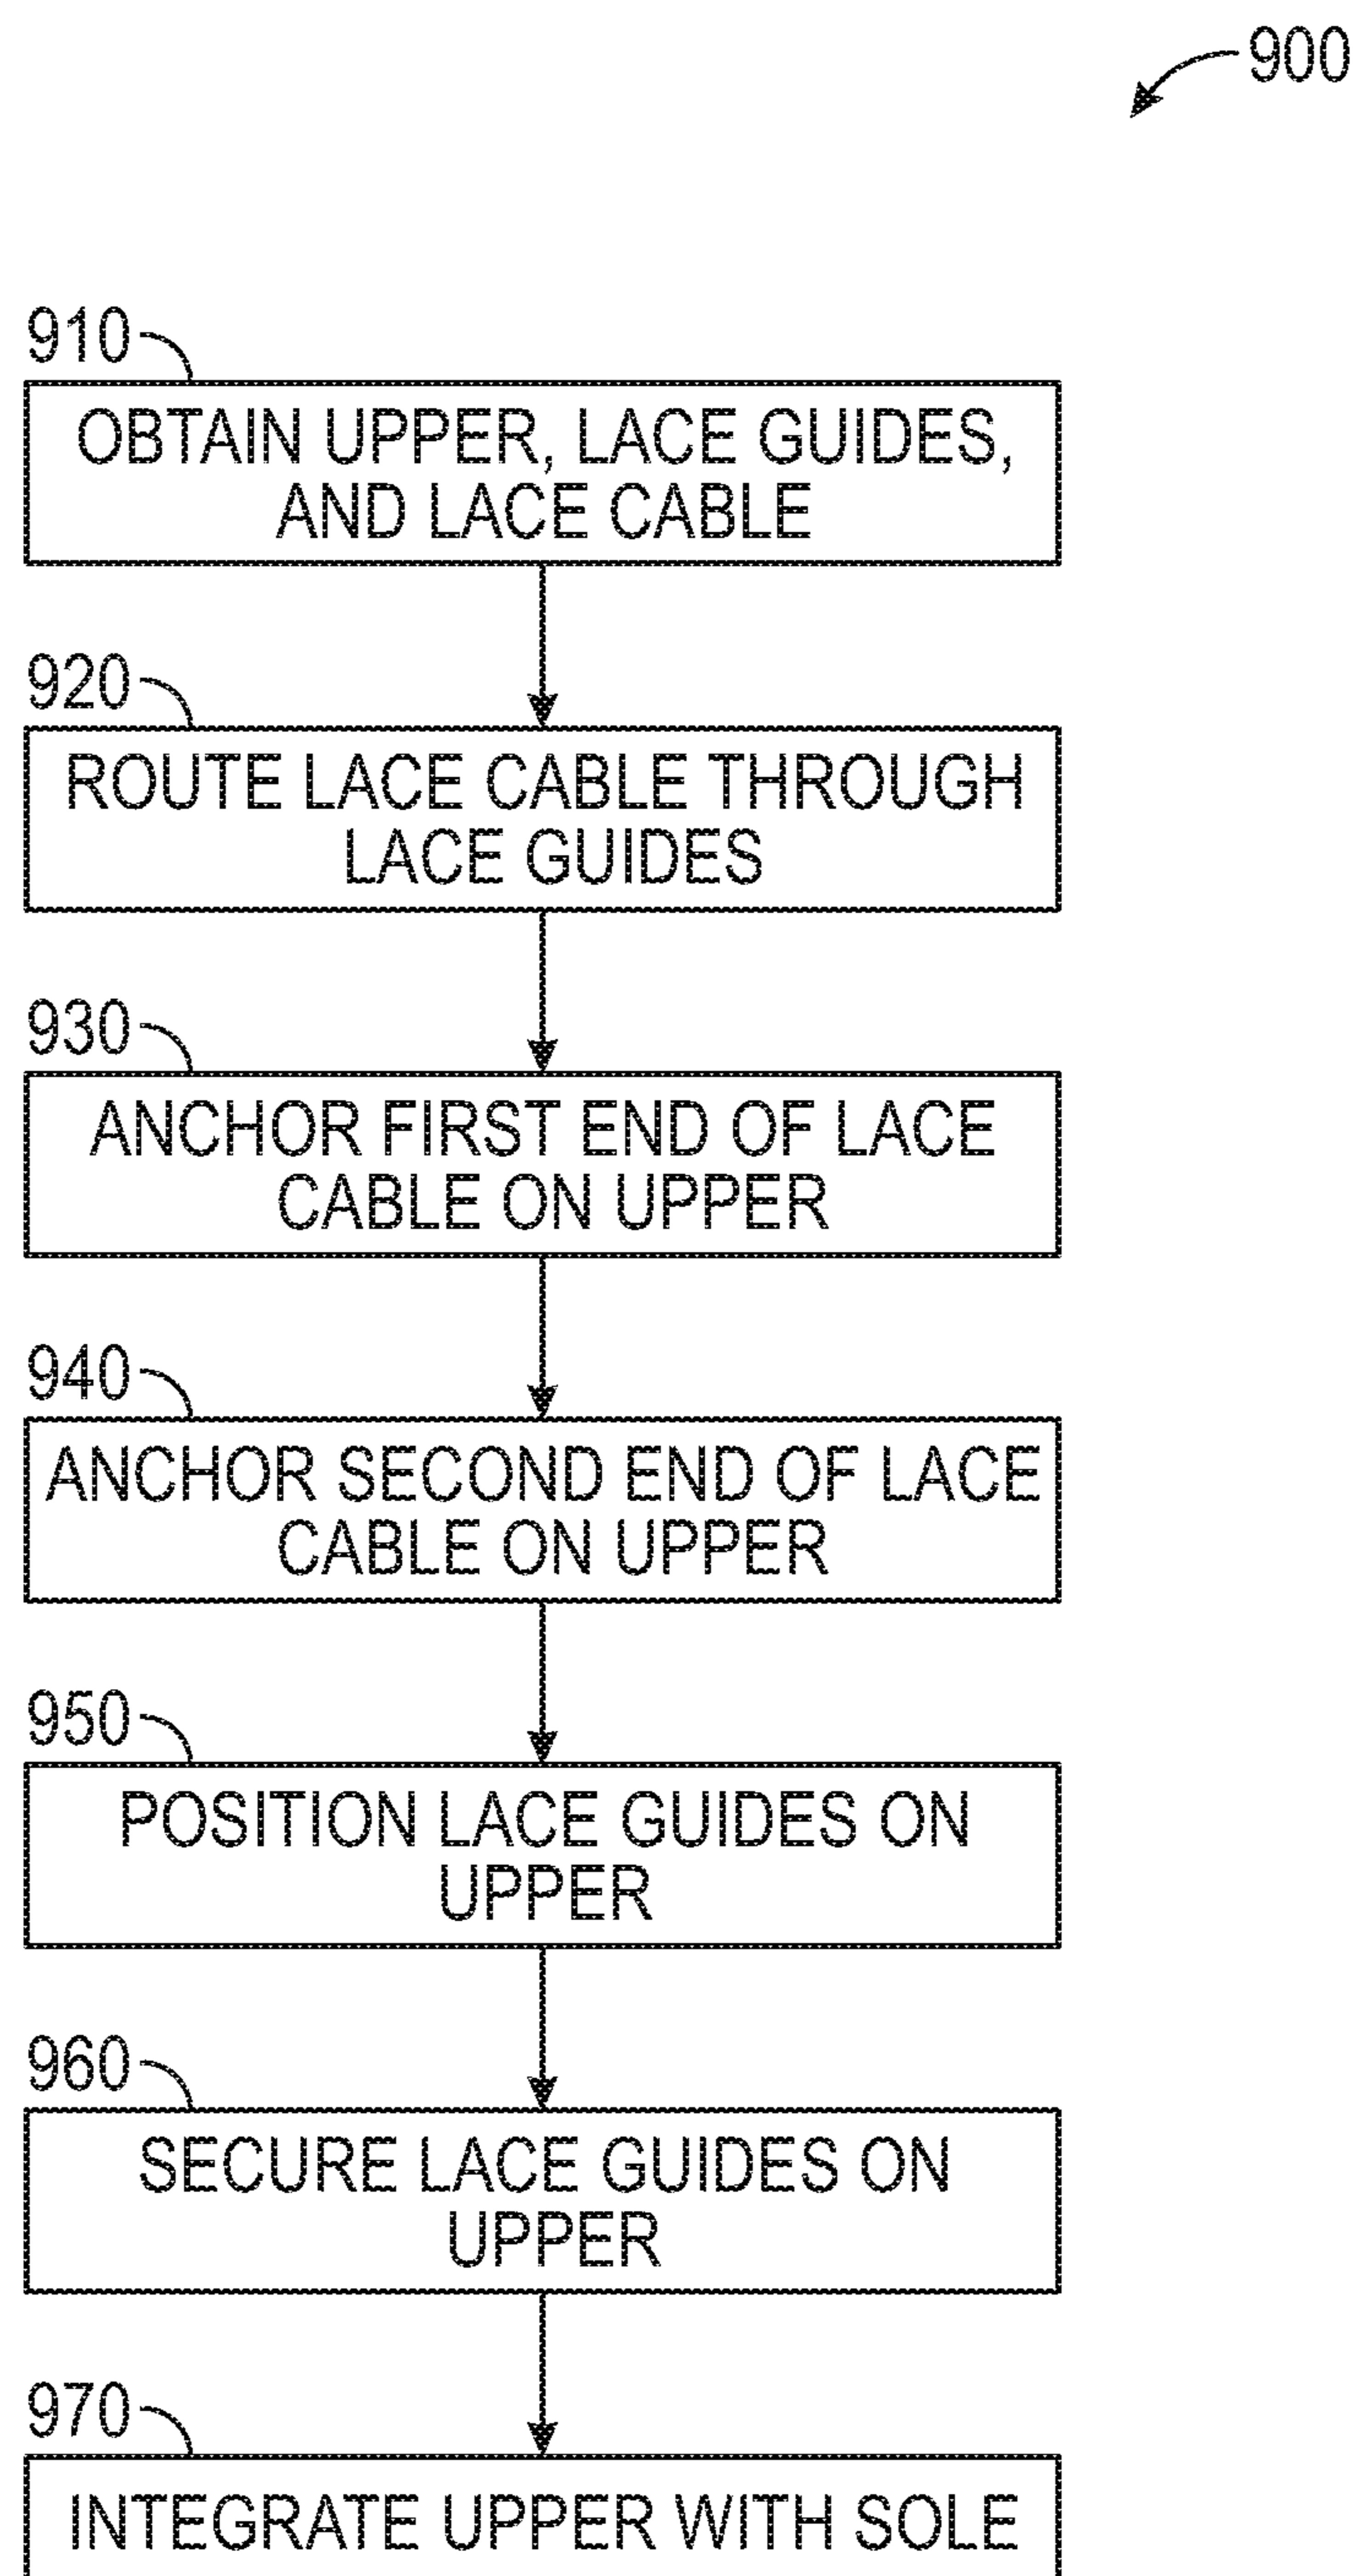 900
910
OBTAIN UPPER, LACE GUIDES,
AND LACE CABLE
920
ROUTE LACE CABLE THROUGH
LACE GUIDES
930
ANCHOR FIRST END OF LACE
CABLE ON UPPER
940
ANCHOR SECOND END OF LACE
CABLE ON UPPER
950
POSITION LACE GUIDES ON
UPPER
960
SECURE LACE GUIDES ON
UPPER
970
INTEGRATE UPPER WITH SOLE